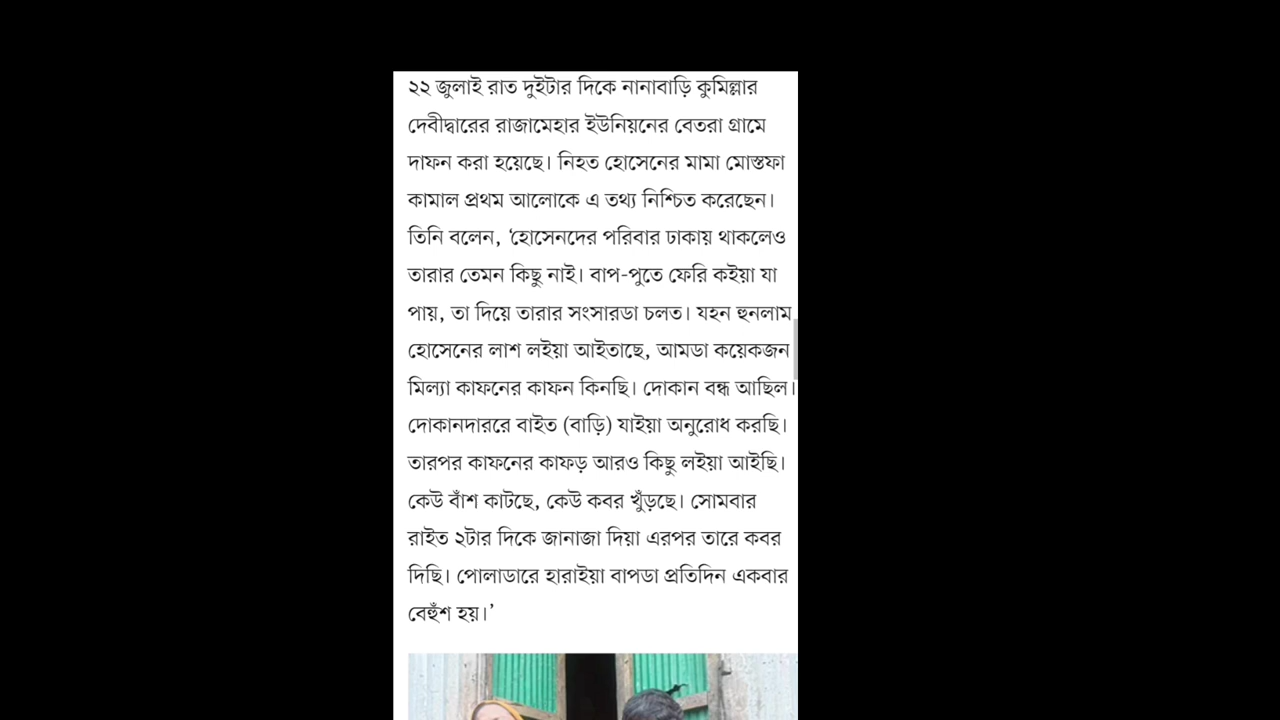 ২২ জুলাই রাত দুইটার দিকে নানাবাড়ি কুমিল্লার
দেবীদ্বারের রাজামেহার ইউনিয়নের বেতরা গ্রামে
দাফন করা হয়েছে। নিহত হোসেনের মামা মোস্তফা
কামাল প্রথম আলোকে এ তথ্য নিশ্চিত করেছেন।
তিনি বলেন, ‘হোসেনদের পরিবার ঢাকায় থাকলেও
তারার তেমন কিছু নাই। বাপ-পুতে ফেরি কইয়া যা
পায়, তা দিয়ে তারার সংসারডা চলত। যহন হুনলাম
হোসেনের লাশ লইয়া আইতাছে, আমডা কয়েকজন
মিল্যা কাফনের কাফন কিনছি। দোকান বন্ধ আছিল।
দোকানদাররে বাইত (বাড়ি) যাইয়া অনুরোধ করছি।
তারপর কাফনের কাফড় আরও কিছু লইয়া আইছি।
কেউ বাঁশ কাটছে, কেউ কবর খুঁড়ছে। সোমবার
রাইত ২টার দিকে জানাজা দিয়া এরপর তারে কবর
দিছি। পোলাডারে হারাইয়া বাপডা প্রতিদিন একবার
বেহুঁশ হয়।’